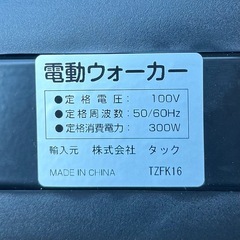 電動ウォーカー
●定格電圧：100V
●定格周波数：50/60Hz
●定格消費電力：300W
輸入元　株式会社　タック
MADE IN CHINA　TZFK16